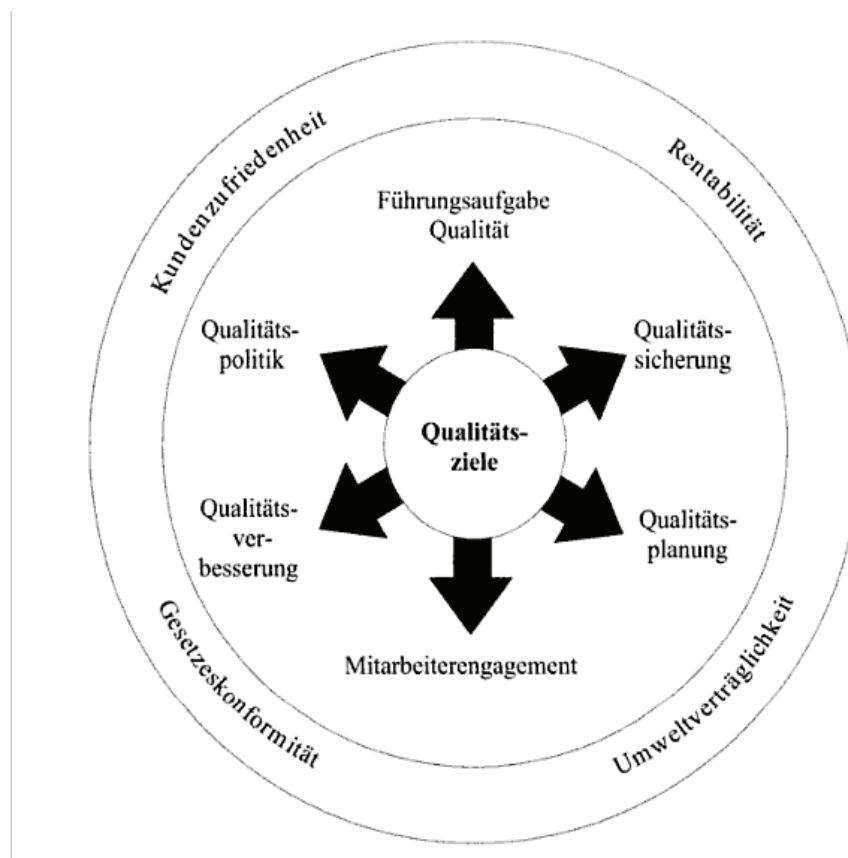 Kundenzufriedenheit
Rentabilität
Führungsaufgabe
Qualität
Qualitäts-
politik
Qualitäts-
sicherung
Qualitäts-
ziele
Qualitäts-
ver-
besserung
Qualitäts-
planung
Mitarbeiterengagement
Gesetzeskonformität
Umweltverträglichkeit